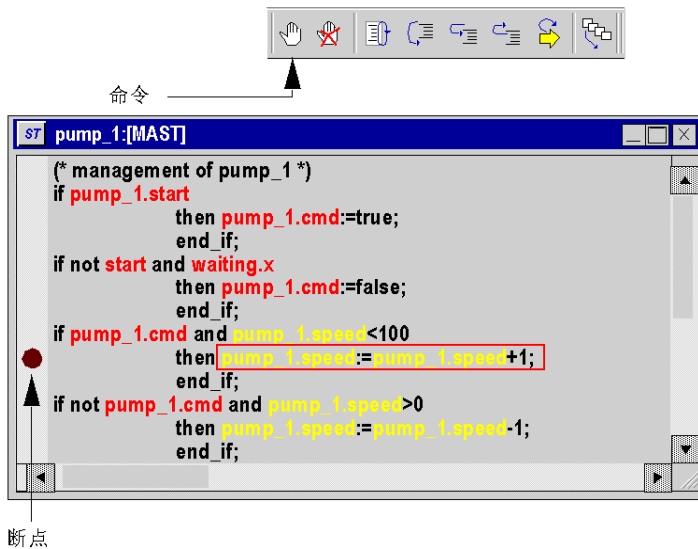 命令
ST pump_1:[MAST]
(* management of pump_1 *)
if pump_1.start
then pump_1.cmd:=true;
end_if;
if not start and waiting.x
then pump_1.cmd:=false;
end_if;
if pump_1.cmd and pump_1.speed<100
then pump_1.speed:=pump_1.speed+1;
end_if;
if not pump_1.cmd and pump_1.speed>0
then pump_1.speed:=pump_1.speed-1;
end_if;
断点